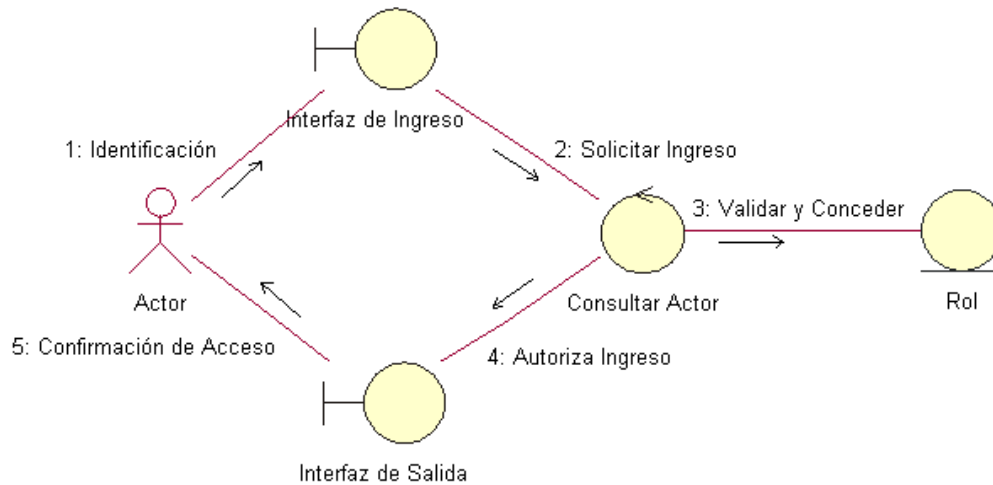 Interfaz de Ingreso
1: Identificación
2: Solicitar Ingreso
3: Validar y Conceder
Actor
Consultar Actor
Rol
5: Confirmación de Acceso
4: Autoriza Ingreso
Interfaz de Salida